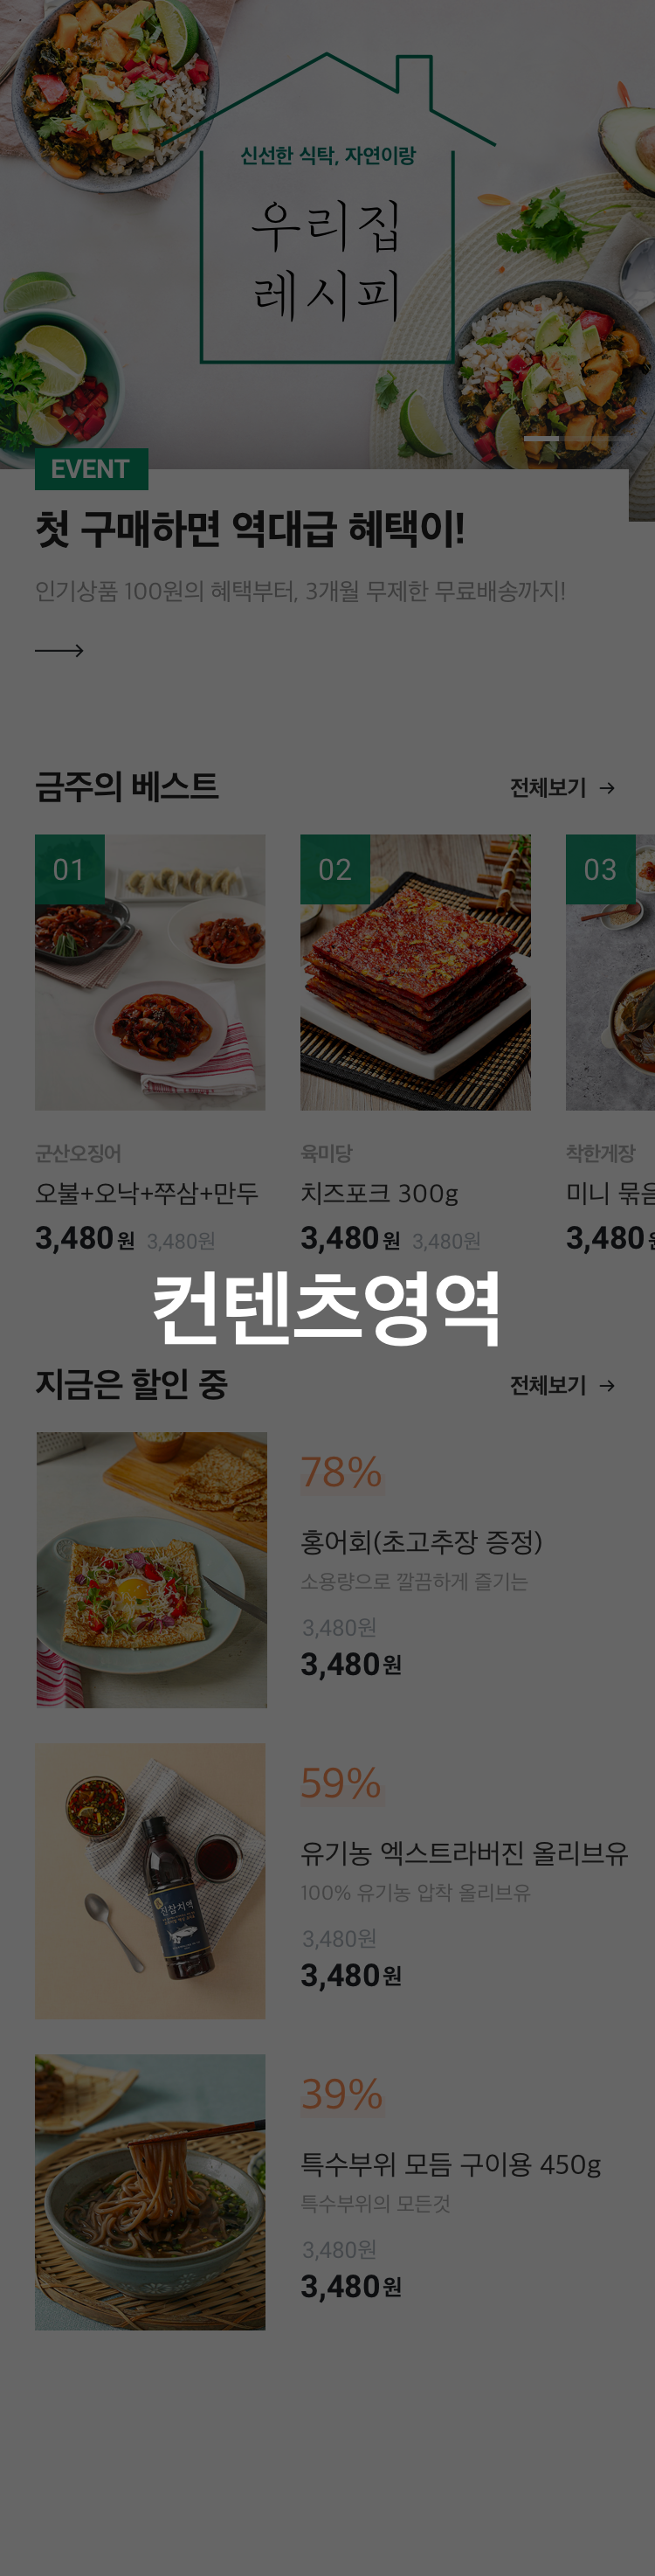 신선한 식탁, 자연이랑
우리집
레시피
EVENT
첫 구매하면 역대급 혜택이!
인기상품 100원의 혜택부터, 3개월 무제한 무료배송까지!
금주의 베스트
전체보기
01
02
03
군산오징어
육미당
착한게장
오불+오낙+쭈삼+만두
치즈포크 300g
미니 묶음
3,480원 3,480원
3,480원 3,480원
3,480원
컨텐츠영역
지금은 할인 중
전체보기
78%
홍어회(초고추장 증정)
소용량으로 깔끔하게 즐기는
3,480원
3,480원
59%
유기농 엑스트라버진 올리브유
100% 유기농 압착 올리브유
3,480원
3,480원
참치액
39%
특수부위 모듬 구이용 450g
특수부위의 모든것
3,480원
3,480원